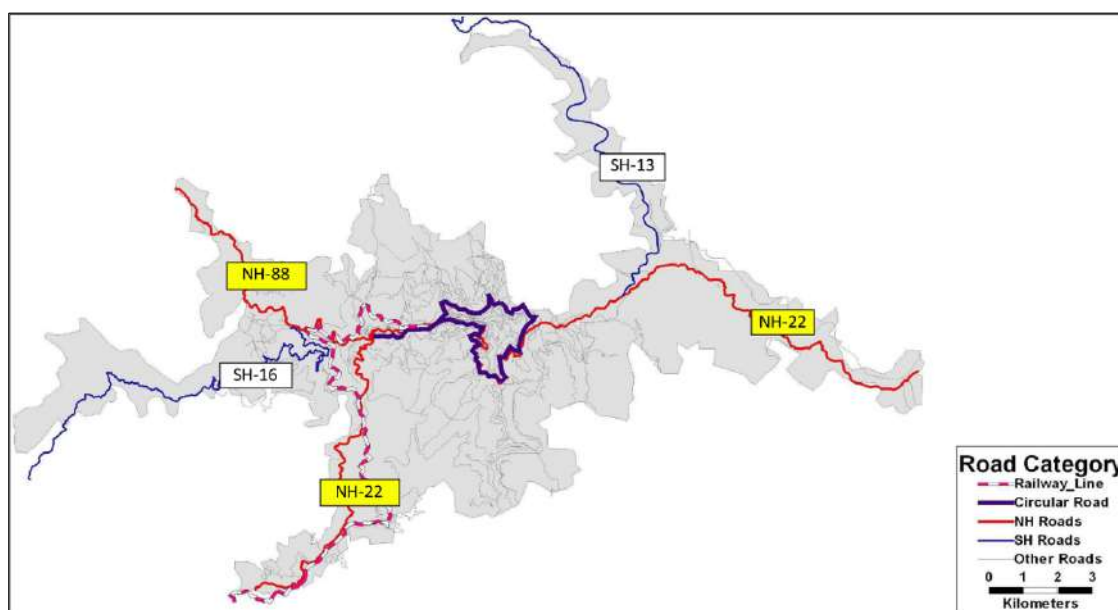 SH-13
NH-88
NH-22
SH-16
NH-22
Road Category
Railway_Line
Circular Road
NH Roads
SH Roads
Other Roads
0 1 2 3
Kilometers